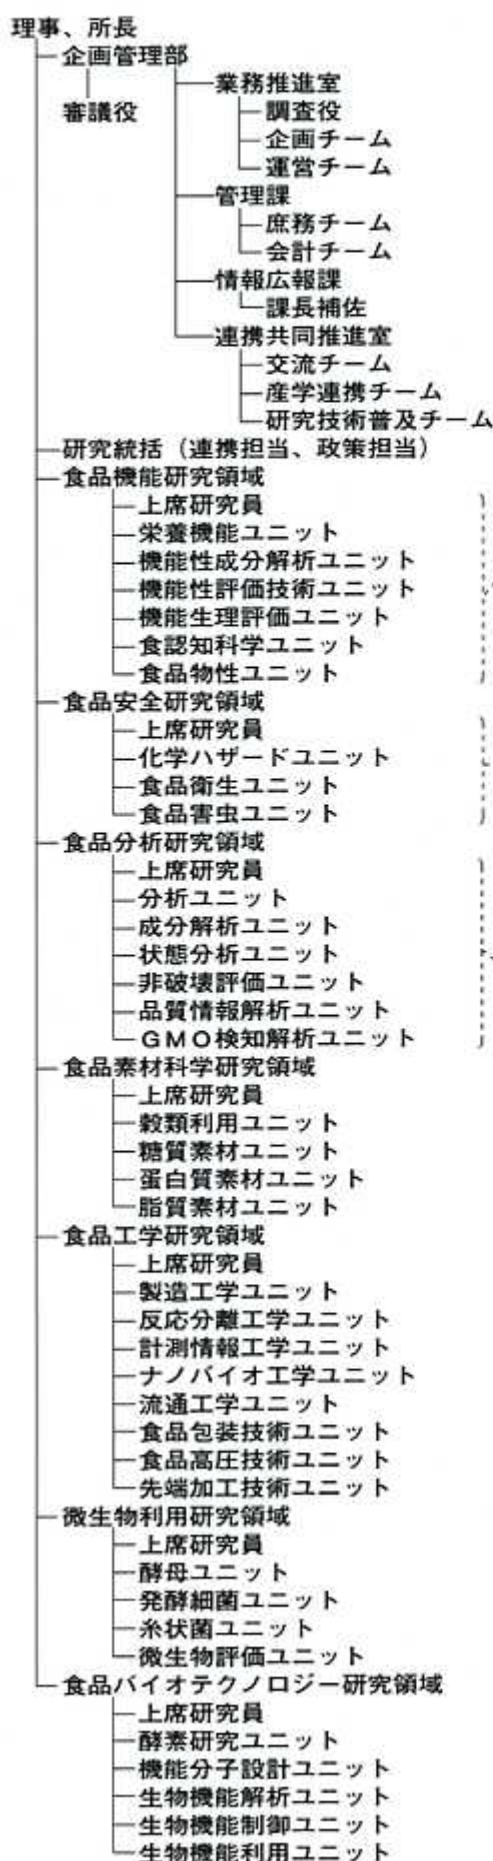 理事、所長
企画管理部
審議役
業務推進室
調査役
企画チーム
運営チーム
管理課
庶務チーム
会計チーム
情報広報課
課長補佐
連携共同推進室
交流チーム
産学連携チーム
研究技術普及チーム
研究統括（連携担当、政策担当）
食品機能研究領域
上席研究員
栄養機能ユニット
機能性成分解析ユニット
機能性評価技術ユニット
機能生理評価ユニット
食認知科学ユニット
食品物性ユニット
食品安全研究領域
上席研究員
化学ハザードユニット
食品衛生ユニット
食品害虫ユニット
食品分析研究領域
上席研究員
分析ユニット
成分解析ユニット
状態分析ユニット
非破壊評価ユニット
品質情報解析ユニット
ＧＭＯ検知解析ユニット
食品素材科学研究領域
上席研究員
穀類利用ユニット
糖質素材ユニット
蛋白質素材ユニット
脂質素材ユニット
食品工学研究領域
上席研究員
製造工学ユニット
反応分離工学ユニット
計測情報工学ユニット
ナノバイオ工学ユニット
流通工学ユニット
食品包装技術ユニット
食品高圧技術ユニット
先端加工技術ユニット
微生物利用研究領域
上席研究員
酵母ユニット
発酵細菌ユニット
糸状菌ユニット
微生物評価ユニット
食品バイオテクノロジー研究領域
上席研究員
酵素研究ユニット
機能分子設計ユニット
生物機能解析ユニット
生物機能制御ユニット
生物機能利用ユニット